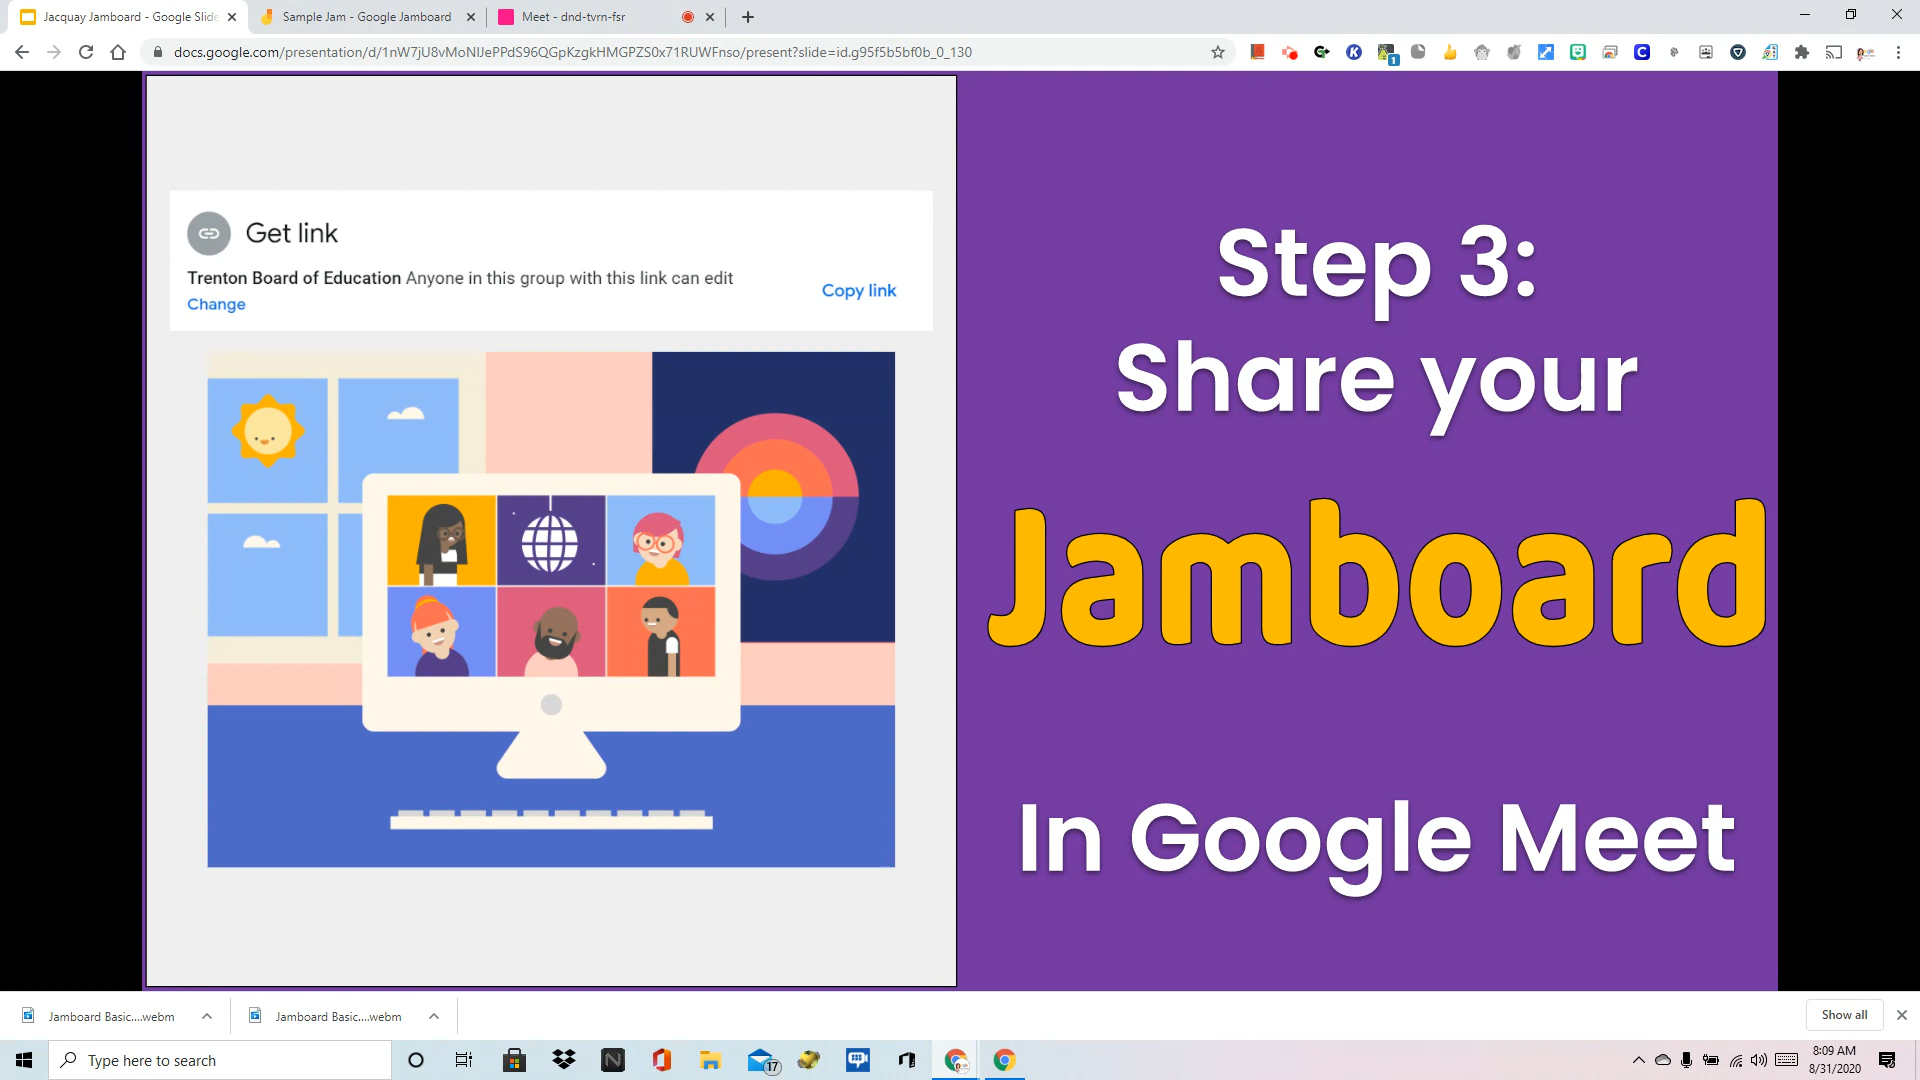 Jacquay Jamboard - Google Slide
Sample Jam - Google Jamboard
Meet - dnd-tvrn-fsr
docs.google.com/presentation/d/1nW7jU8vMoNIJePPdS96QGpKzgkHMGPZS0x71RUWFnso/present?slide=id.g95f5b5bf0b_0_130
Get link
Trenton Board of Education Anyone in this group with this link can edit
Change
Copy link
Step 3:
Share your
Jamboard
In Google Meet
Jamboard Basic....webm
Jamboard Basic....webm
Show all
Type here to search
17
8:09 AM
8/31/2020